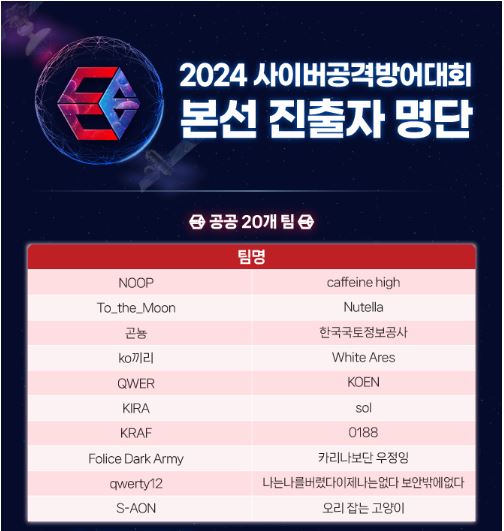 2024 사이버공격방어대회
본선 진출자 명단
공공 20개 팀
팀명
NOOP caffeine high
To_the_Moon Nutella
곤뇽 한국국토정보공사
ko끼리 White Ares
QWER KOEN
KIRA sol
KRAF 0188
Folice Dark Army 카리나보단 우정잉
qwerty12 나는나를버렸다이제나는없다 보안밖에없다
S-AON 오리 잡는 고양이